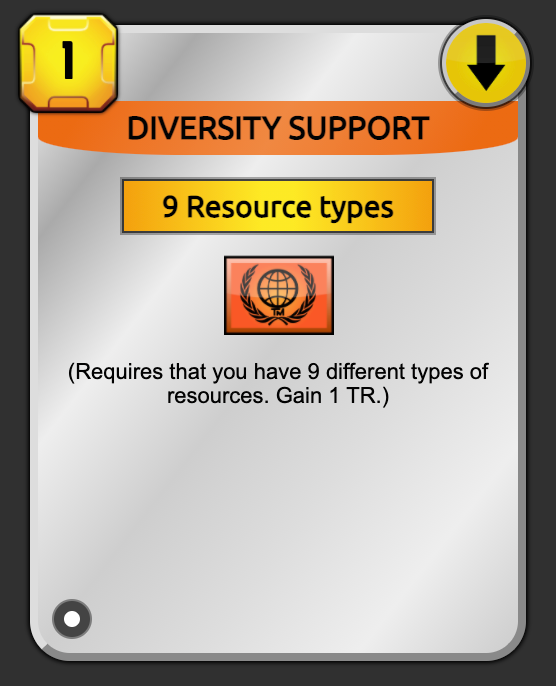 1
DIVERSITY SUPPORT
9 Resource types
TM
(Requires that you have 9 different types of
resources. Gain 1 TR.)